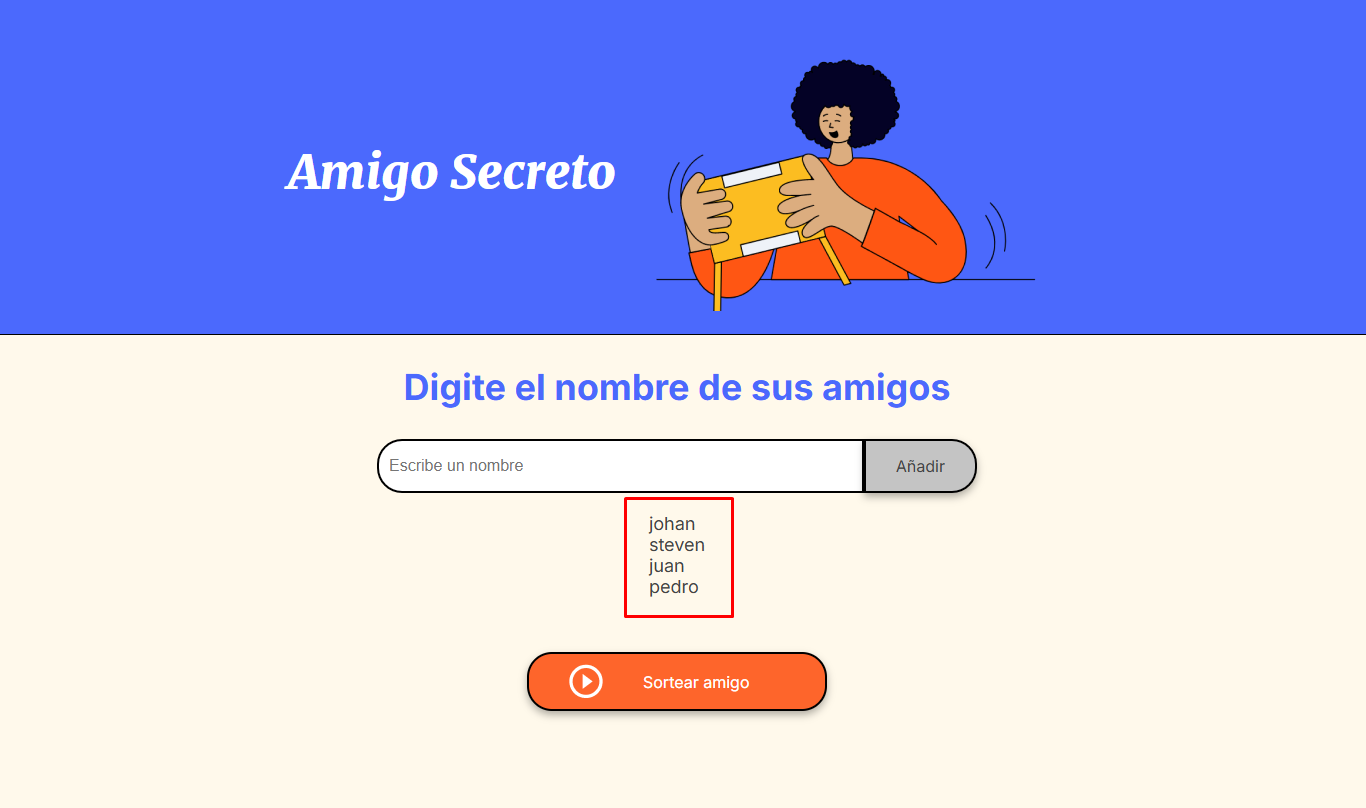 Amigo Secreto
Digite el nombre de sus amigos
Escribe un nombre
Añadir
johan
steven
juan
pedro
Sortear amigo